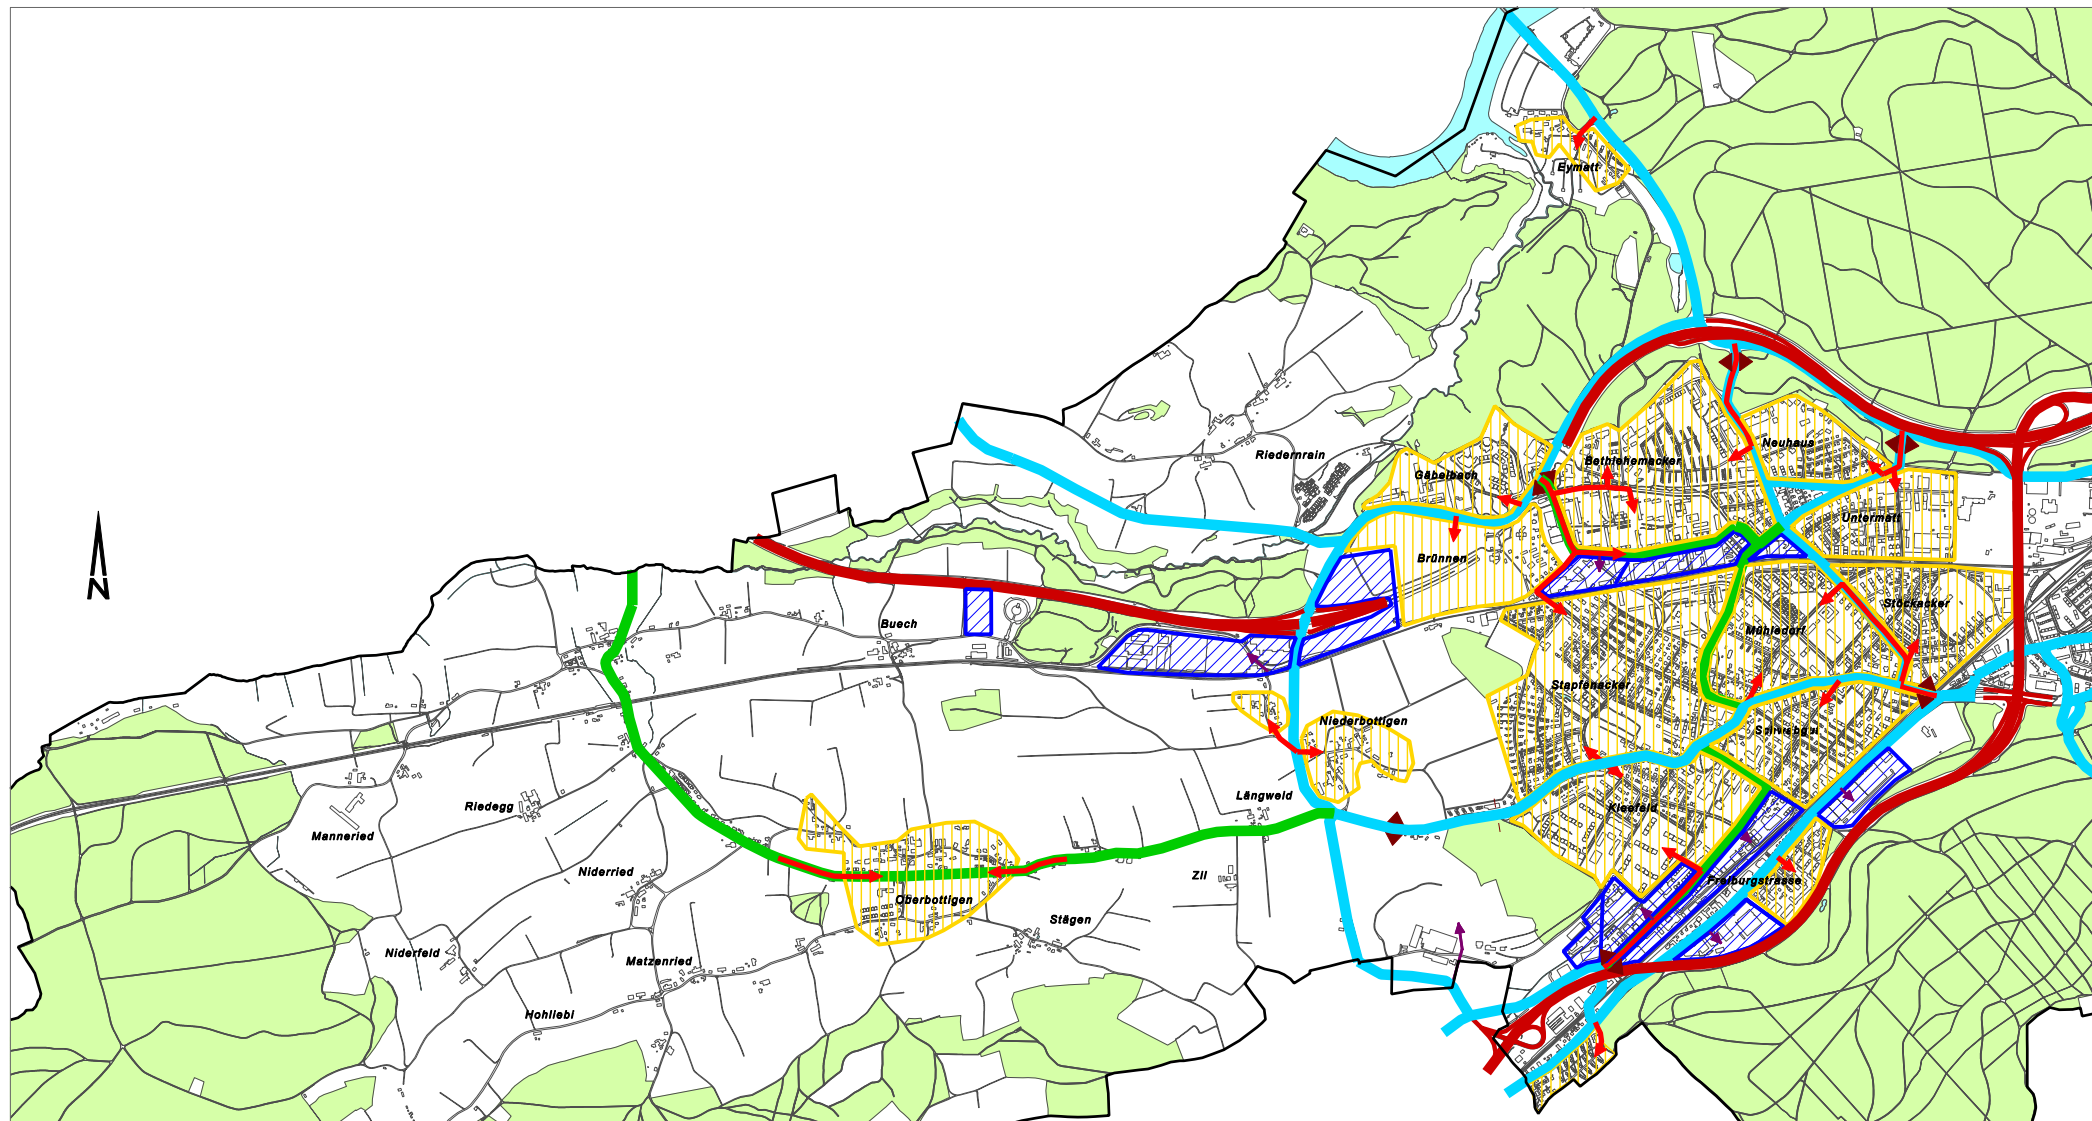 Eymatt
Neuhaus
Riedernrain
Bethlehemacker
Gäbelbach
Untermatt
Brünnen
N
Stöckacker
Buech
Mühledorf
Stapfenacker
Niederbottigen
Längweid
Riedegg
Kleefeld
Manneried
Niderried
Zil
Freiburgstrasse
Oberbottigen
Stägen
Niderfeld
Matzenried
Hohliebi